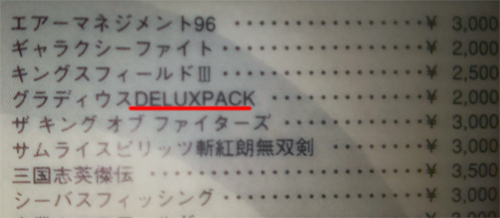 エアーマネジメント96 ・・・・・・・・・・・・・・・¥ 3,000
ギャラクシーファイト ・・・・・・・・・・・・・・・¥ 2,000
キングスフィールドⅢ ・・・・・・・・・・・・・・・¥ 2,500
グラディウスDELUXPACK ・・・・・・・・・・・・¥ 2,000
ザ キング オブ ファイターズ ・・・・・・・・・・¥ 3,000
サムライスピリッツ斬紅朗無双剣 ・・・・・・・・¥ 3,000
三国志英傑伝 ・・・・・・・・・・・・・・・・・・・¥ 3,500
シーバスフィッシング ・・・・・・・・・・・・・・・¥ 3,000